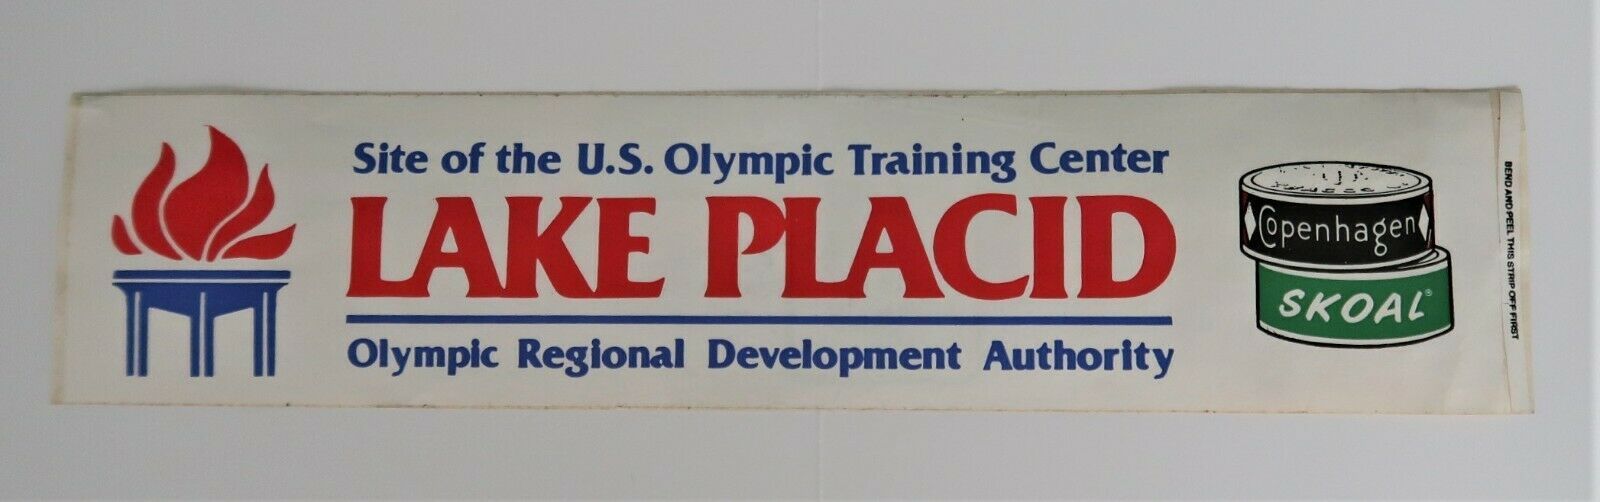 Site of the U.S. Olympic Training Center
LAKE PLACID
Olympic Regional Development Authority
Copenhagen
SKOAL®
BEND AND PEEL THIS STRIP OFF FIRST